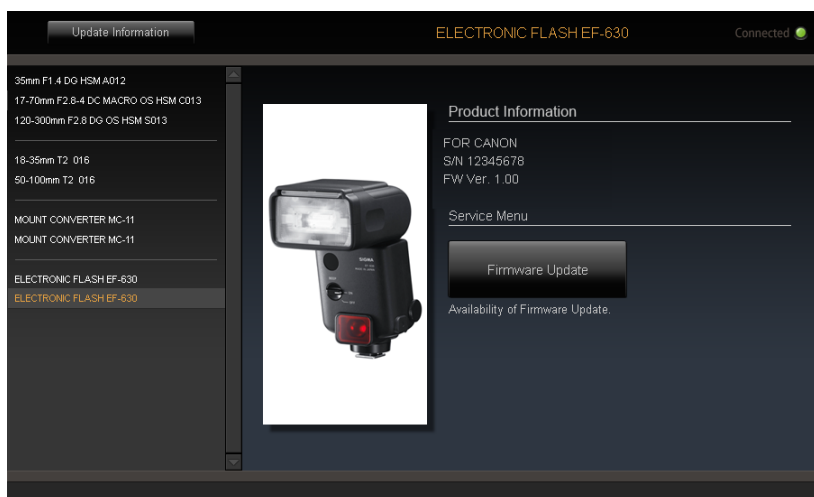 Update Information
ELECTRONIC FLASH EF-630
Connected
35mm F1.4 DG HSM A012
17-70mm F2.8-4 DC MACRO OS HSM C013
120-300mm F2.8 DG OS HSM S013
18-35mm T2 016
50-100mm T2 016
MOUNT CONVERTER MC-11
MOUNT CONVERTER MC-11
ELECTRONIC FLASH EF-630
ELECTRONIC FLASH EF-630
SIGMA
Product Information
FOR CANON
S/N 12345678
FW Ver. 1.00
Service Menu
Firmware Update
Availability of Firmware Update.